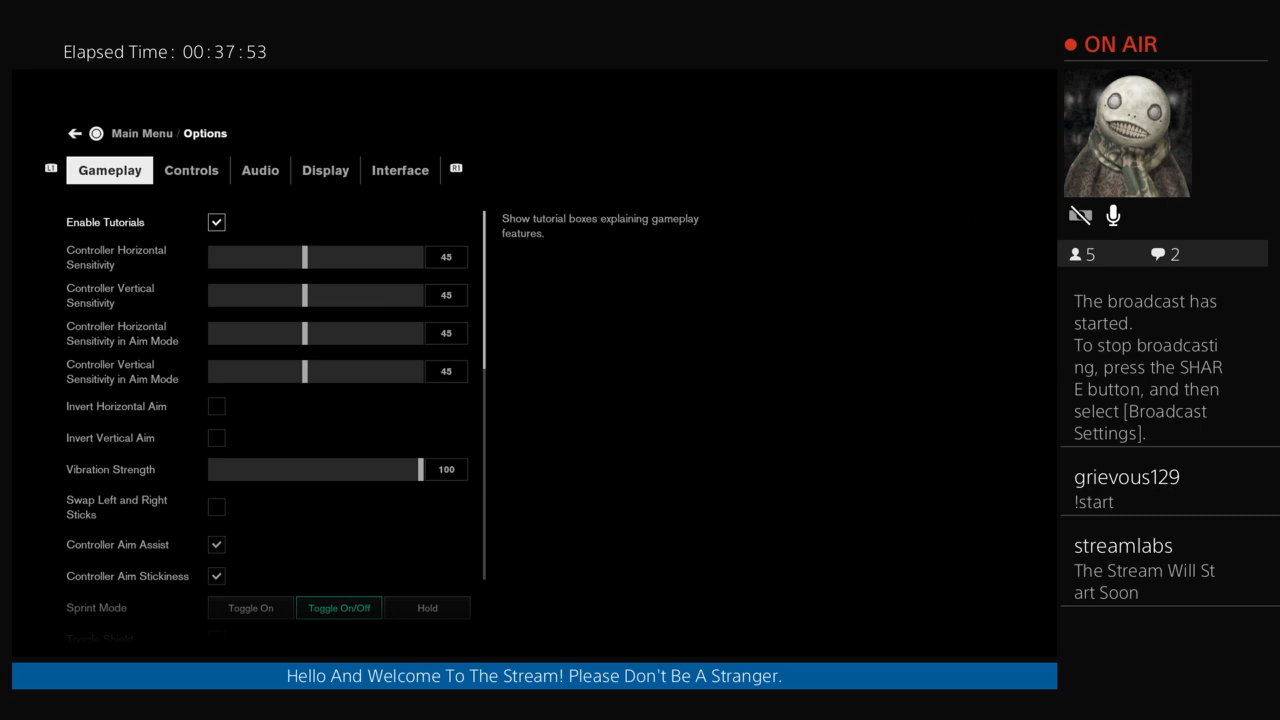 Elapsed Time: 00:37:53
ON AIR
Main Menu / Options
L1
Gameplay
Controls
Audio
Display
Interface
R1
Enable Tutorials
Show tutorial boxes explaining gameplay
features.
Controller Horizontal
Sensitivity
45
Controller Vertical
Sensitivity
45
Controller Horizontal
Sensitivity in Aim Mode
45
Controller Vertical
Sensitivity in Aim Mode
45
Invert Horizontal Aim
Invert Vertical Aim
Vibration Strength
100
Swap Left and Right
Sticks
Controller Aim Assist
Controller Aim Stickiness
Sprint Mode
Toggle On
Toggle On/Off
Hold
Toggle Shield
5
2
The broadcast has
started.
To stop broadcasti
ng, press the SHAR
E button, and then
select [Broadcast
Settings].
grievous129
!start
streamlabs
The Stream Will St
art Soon
Hello And Welcome To The Stream! Please Don't Be A Stranger.